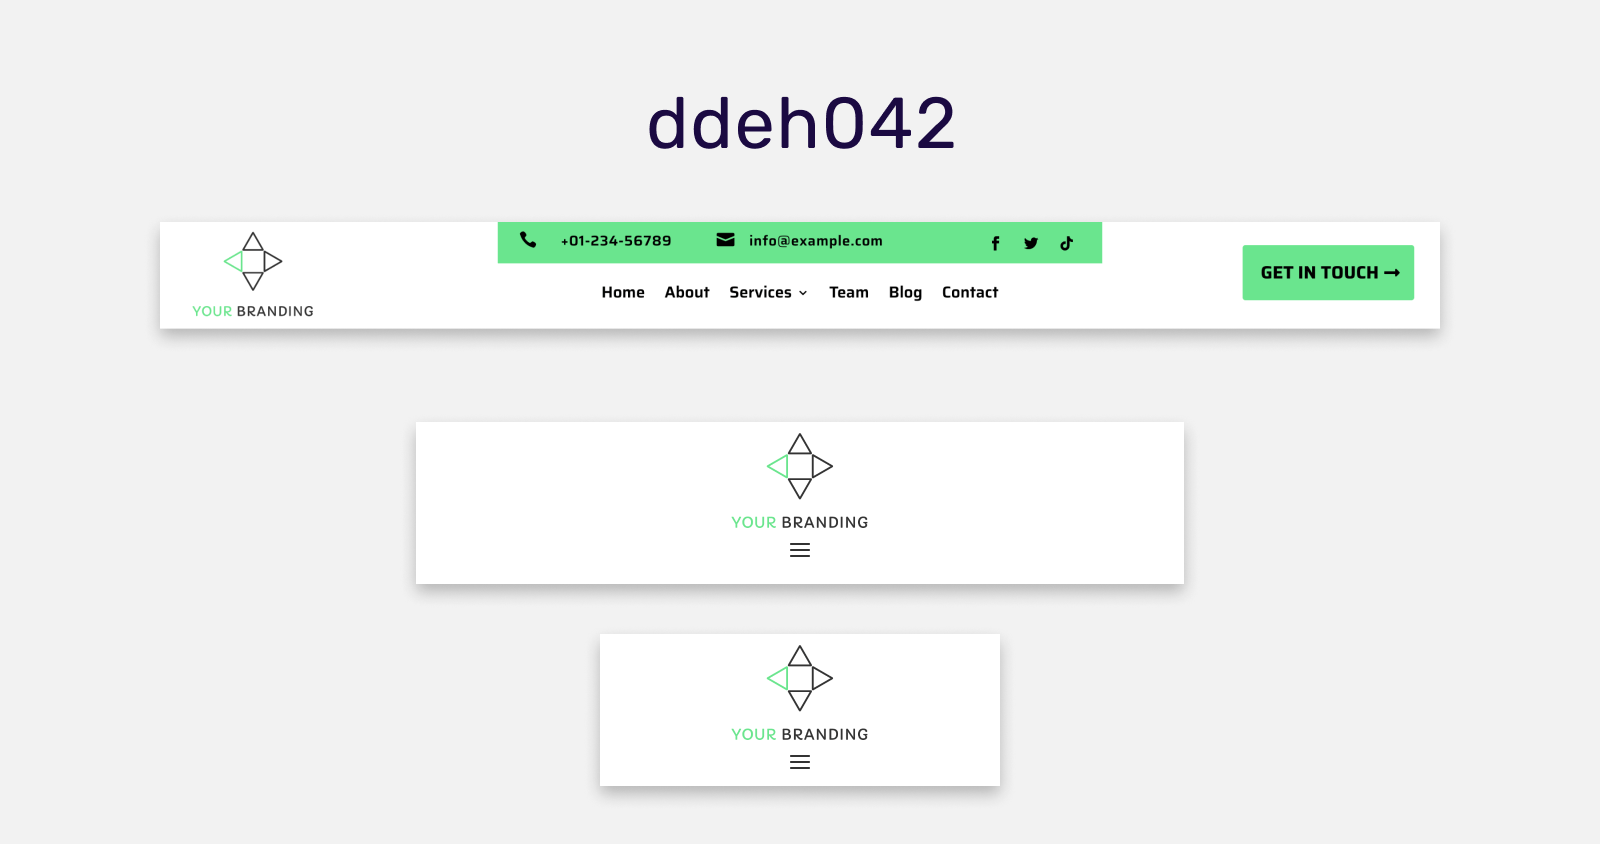 ddeh042
+01-234-56789 info@example.com
Home About Services Team Blog Contact
GET IN TOUCH
YOUR BRANDING
YOUR BRANDING
YOUR BRANDING